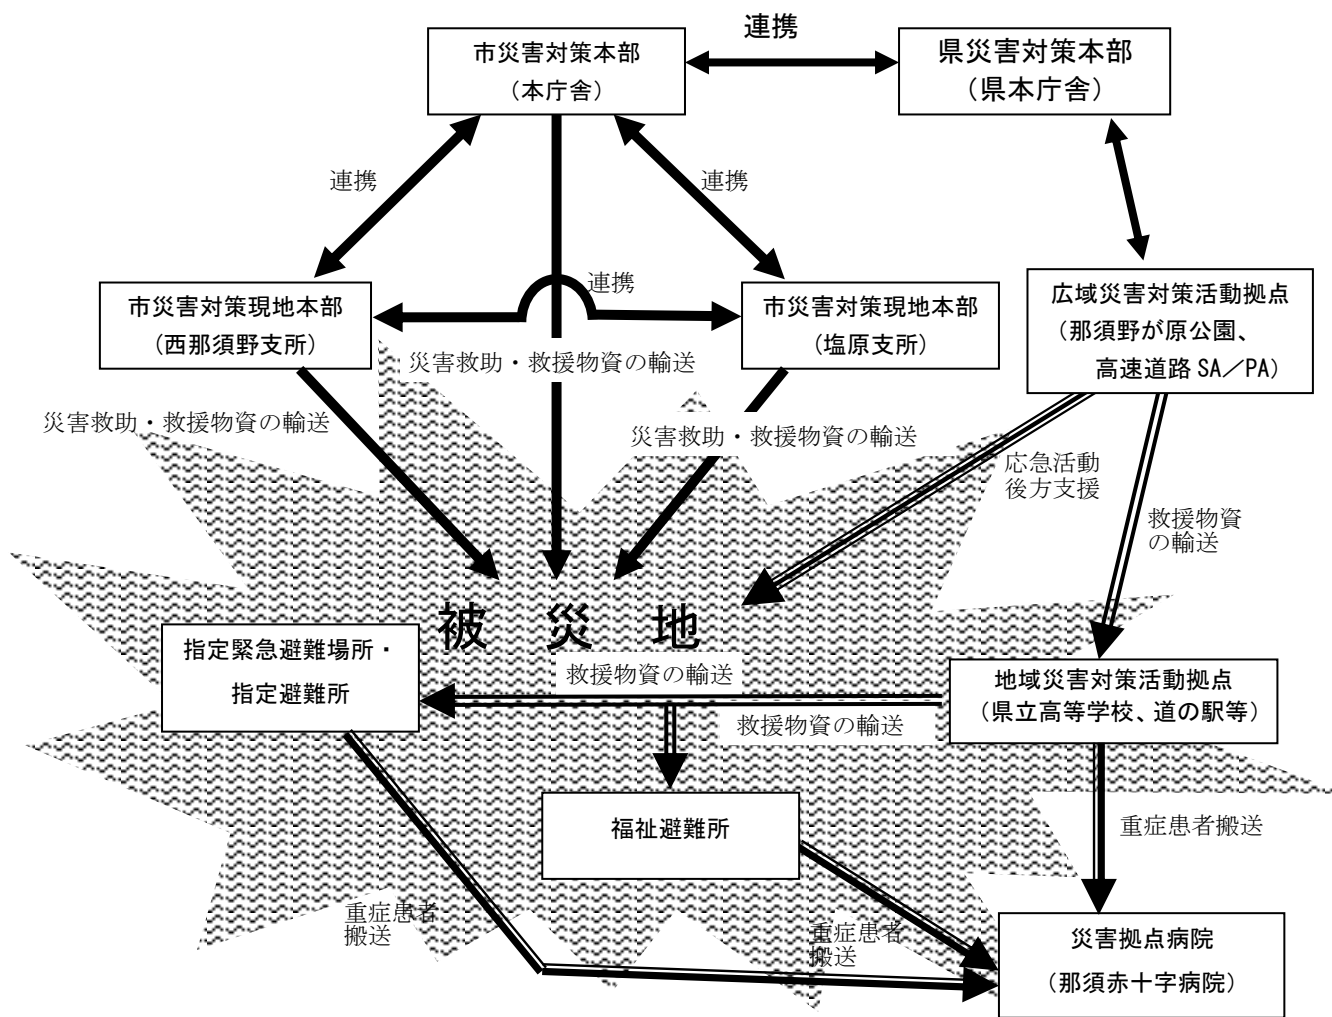 連携
市災害対策本部
（本庁舎）
県災害対策本部
（県本庁舎）
連携
連携
連携
市災害対策現地本部
（西那須野支所）
市災害対策現地本部
（塩原支所）
広域災害対策活動拠点
（那須野が原公園、
高速道路 SA／PA）
災害救助・救援物資の輸送
災害救助・救援物資の輸送
災害救助・救援物資の輸送
応急活動
後方支援
救援物資
の輸送
被 災 地
指定緊急避難場所・
指定避難所
救援物資の輸送
救援物資の輸送
地域災害対策活動拠点
（県立高等学校、道の駅等）
福祉避難所
重症患者搬送
重症患者
搬送
重症患者
搬送
災害拠点病院
（那須赤十字病院）